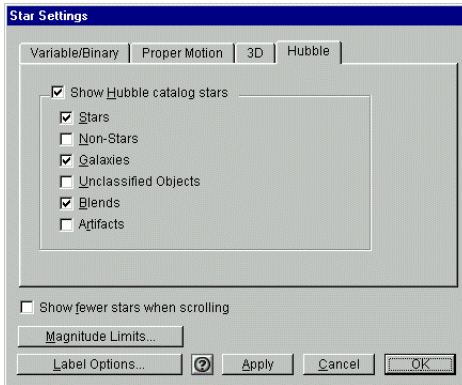 Star Settings
Variable/Binary Proper Motion 3D Hubble
Show Hubble catalog stars
Stars
Non-Stars
Galaxies
Unclassified Objects
Blends
Artifacts
Show fewer stars when scrolling
Magnitude Limits...
Label Options... ? Apply Cancel OK